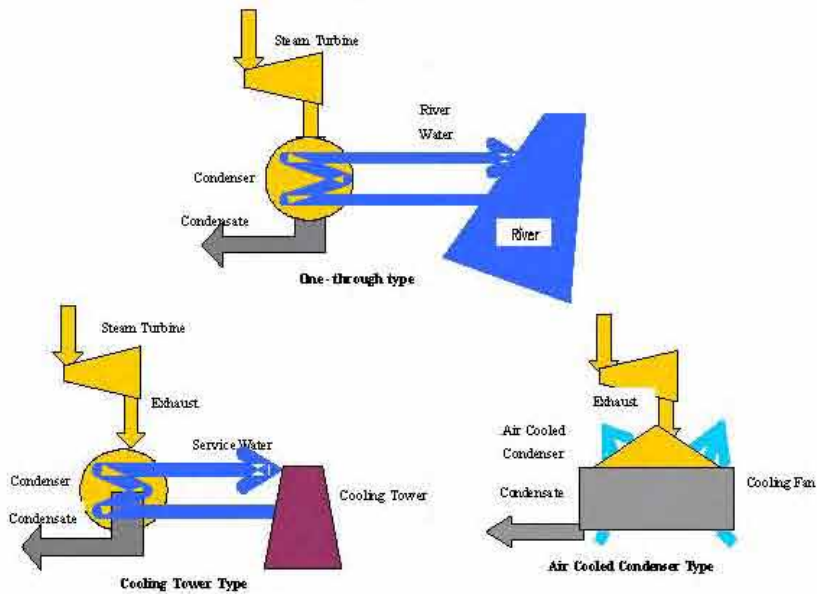 Steam Turbine
River
Water
Condenser
Condensate
River
One-through type
Steam Turbine
Exhaust
Service Water
Condenser
Cooling Tower
Condensate
Cooling Tower Type
Exhaust
Air Cooled
Condenser
Condensate
Cooling Fan
Air Cooled Condenser Type